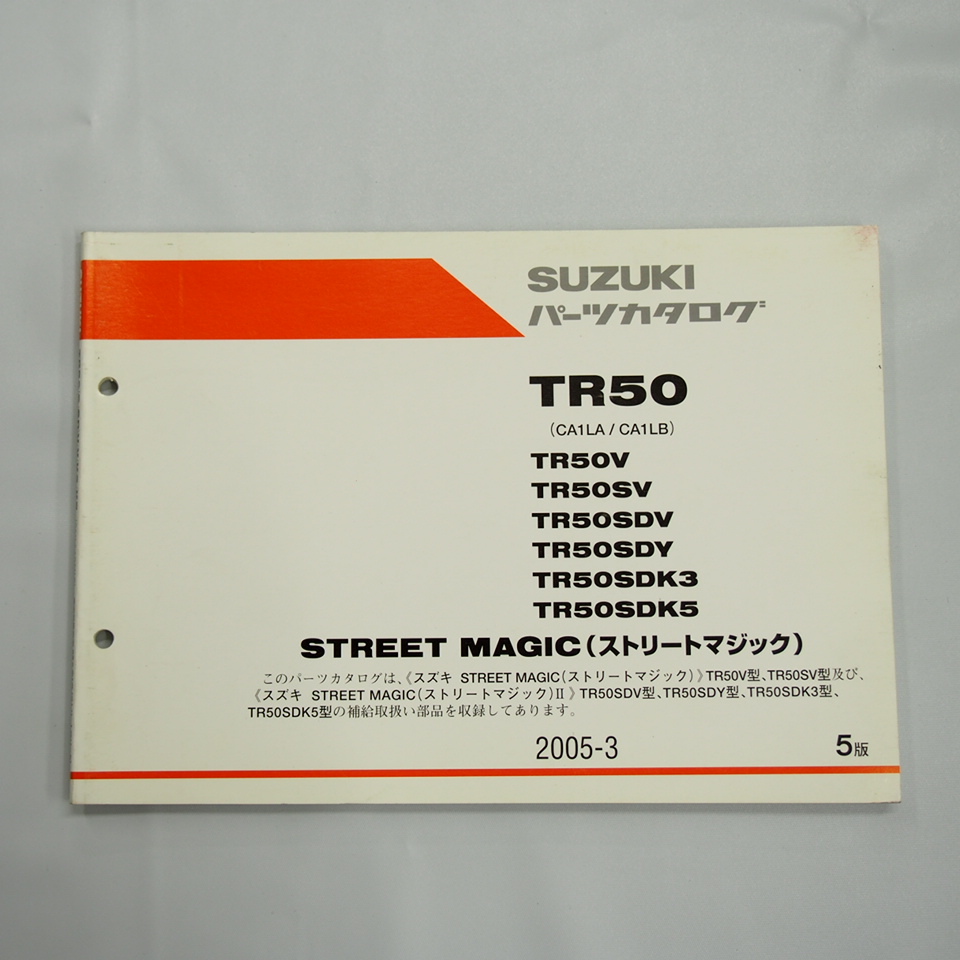 SUZUKI
パーツカタログ
TR50
(CA1LA / CA1LB)
TR50V
TR50SV
TR50SDV
TR50SDY
TR50SDK3
TR50SDK5
STREET MAGIC(ストリートマジック)
このパーツカタログは、《スズキ STREET MAGIC(ストリートマジック)》TR50V型、TR50SV型及び、
《スズキ STREET MAGIC(ストリートマジック)II》TR50SDV型、TR50SDY型、TR50SDK3型、
TR50SDK5型の補給取扱い部品を収録してあります。
2005-3 5版